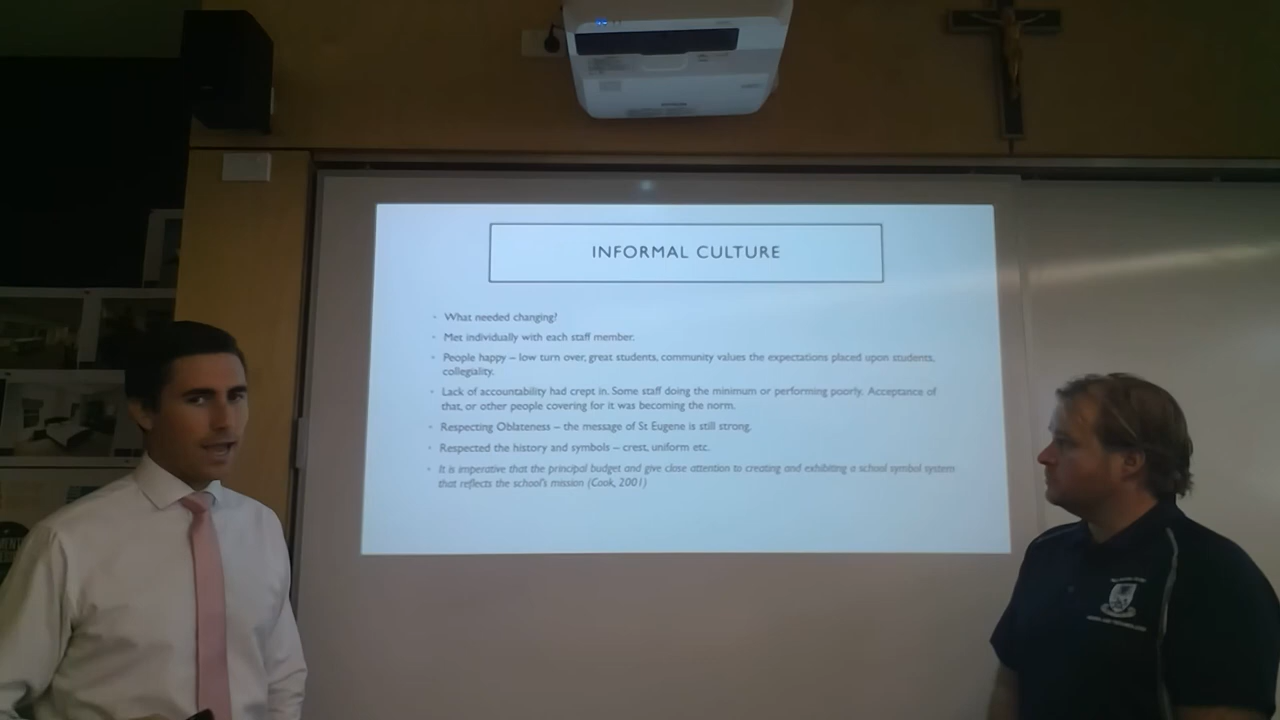 INFORMAL CULTURE
What needed changing?
Met individually with each staff member.
People happy – low turn over, great students, community values the expectations placed upon students,
collegiality.
Lack of accountability had crept in. Some staff doing the minimum or performing poorly. Acceptance of
that, or other people covering for it was becoming the norm.
Respecting Oblateness – the message of St Eugene is still strong.
Respected the history and symbols – crest, uniform etc.
It is imperative that the principal budget and give close attention to creating and exhibiting a school symbol system
that reflects the school's mission (Cook, 2001)